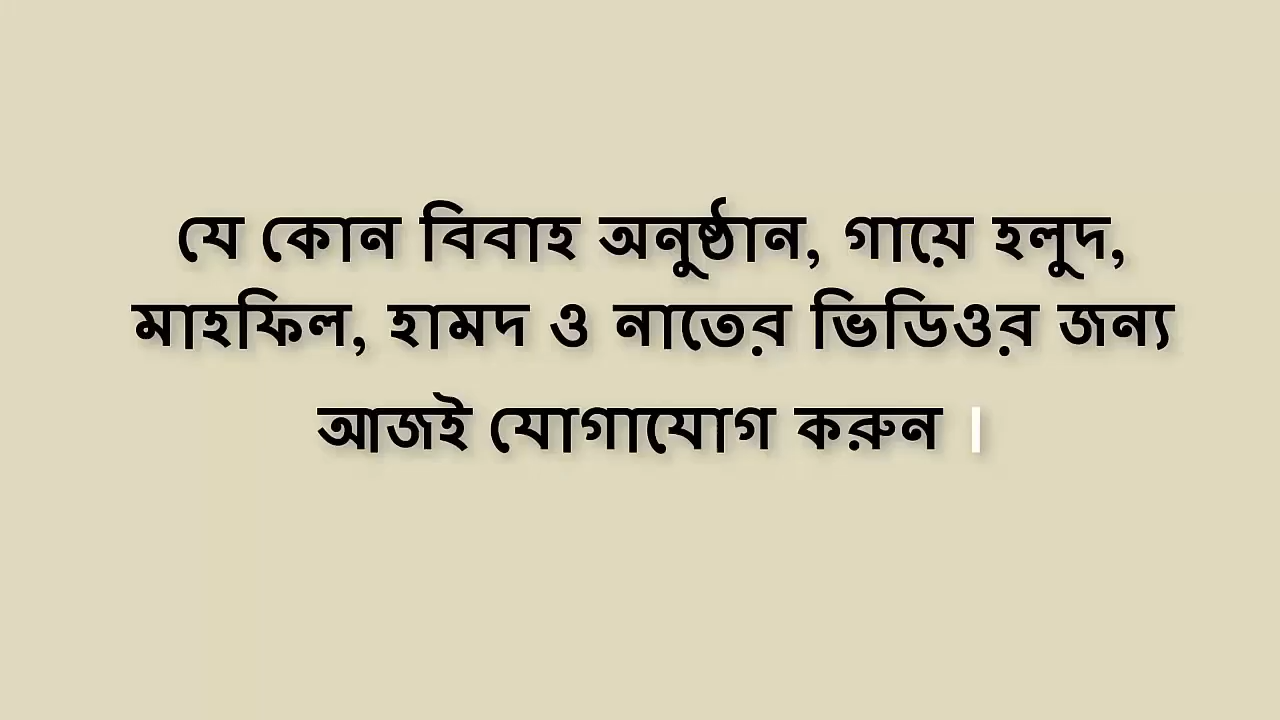 যে কোন বিবাহ অনুষ্ঠান, গায়ে হলুদ,
মাহফিল, হামদ ও নাতের ভিডিওর জন্য
আজই যোগাযোগ করুন ।